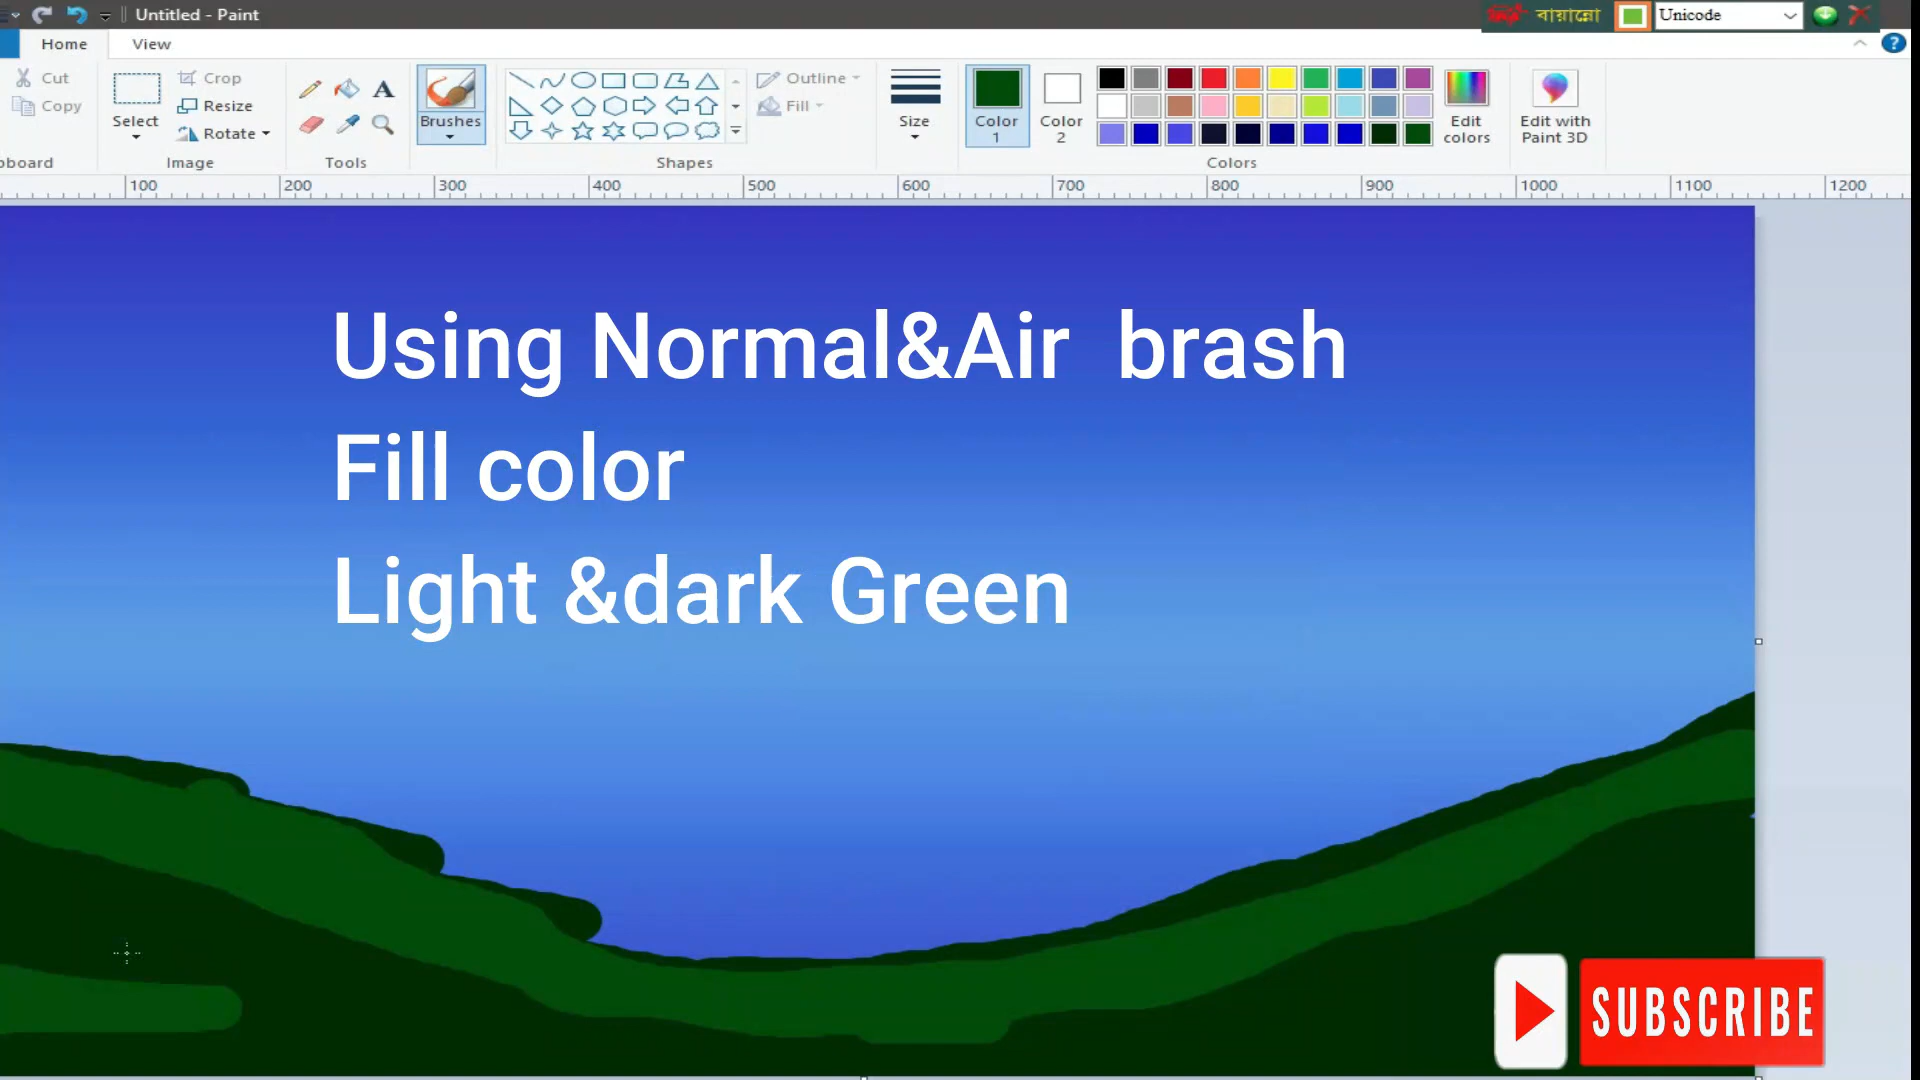 Untitled - Paint
বায়ান্নো
Unicode
Home View
Cut
Copy
Select
Crop
Resize
Rotate
Brushes
Outline
Fill
Size
Color 1
Color 2
Edit colors
Edit with Paint 3D
Image
Tools
Shapes
Colors
100 200 300 400 500 600 700 800 900 1000 1100 1200
Using Normal&Air brash
Fill color
Light &dark Green
SUBSCRIBE